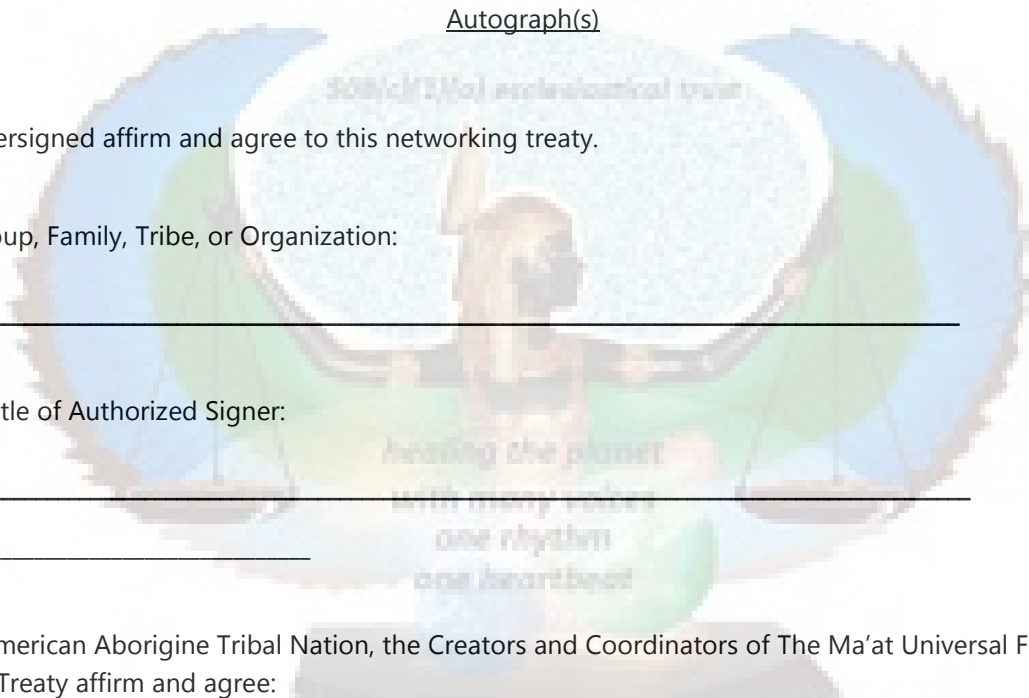 Autograph(s)
508(c)(1)(a) ecclesiastical trust
ersigned affirm and agree to this networking treaty.
oup, Family, Tribe, or Organization:
tle of Authorized Signer:
healing the planet
with many voices
one rhythm
one heartbeat
merican Aborigine Tribal Nation, the Creators and Coordinators of The Ma’at Universal F
Treaty affirm and agree: